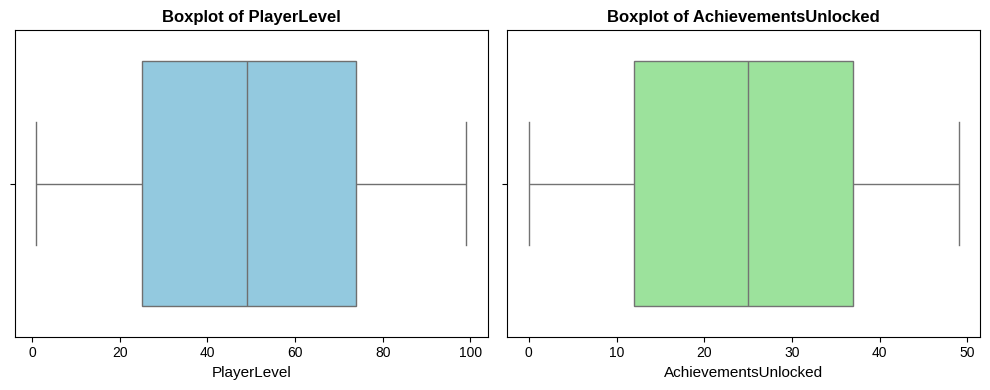 Boxplot of PlayerLevel
0 20 40 60 80 100
PlayerLevel
Boxplot of AchievementsUnlocked
0 10 20 30 40 50
AchievementsUnlocked